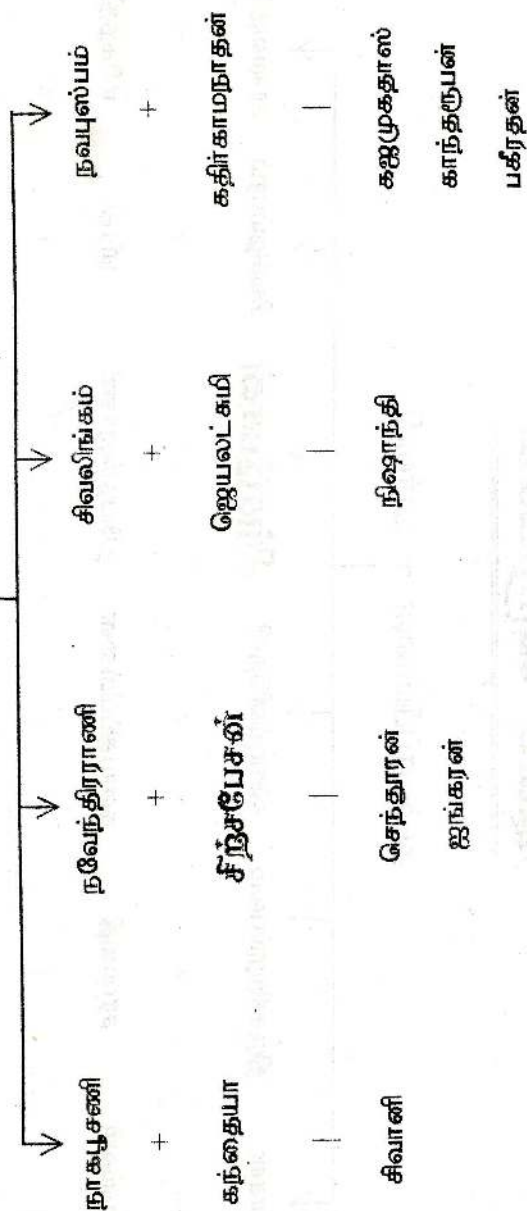 நாகபூசணி
+
கந்தையா
சிவானி
நவேந்திரராணி
+
சிற்சபேசன்
செந்தூரன்
ஐங்கரன்
சிவலிங்கம்
+
ஜெயலட்சுமி
நிஷாந்தி
நவபுஸ்பம்
+
கதிர்காமநாதன்
கஜமுகதாஸ்
காந்தரூபன்
பகீரதன்